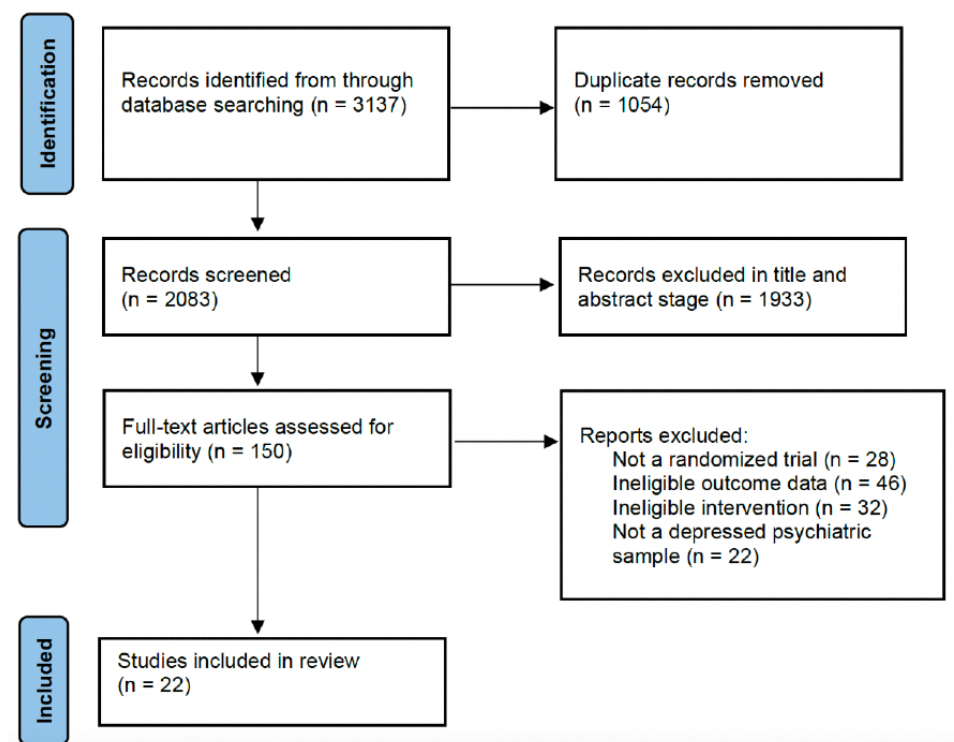 Identification
Records identified from through
database searching (n = 3137)
Duplicate records removed
(n = 1054)
Screening
Records screened
(n = 2083)
Records excluded in title and
abstract stage (n = 1933)
Full-text articles assessed for
eligibility (n = 150)
Reports excluded:
Not a randomized trial (n = 28)
Ineligible outcome data (n = 46)
Ineligible intervention (n = 32)
Not a depressed psychiatric
sample (n = 22)
Included
Studies included in review
(n = 22)